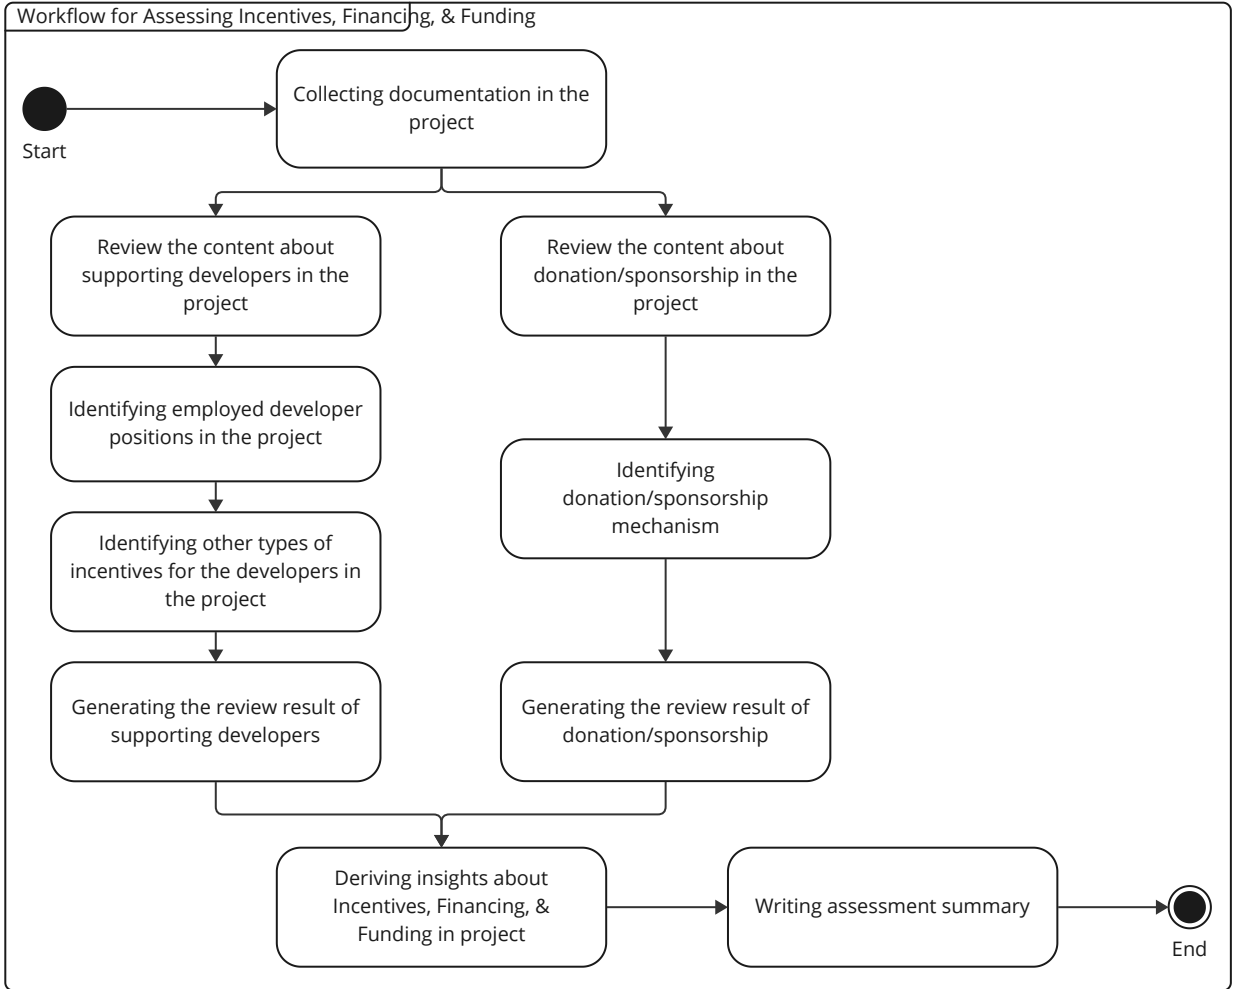 Workflow for Assessing Incentives, Financing, & Funding
Start
Collecting documentation in the
project
Review the content about
supporting developers in the
project
Review the content about
donation/sponsorship in the
project
Identifying employed developer
positions in the project
Identifying
donation/sponsorship
mechanism
Identifying other types of
incentives for the developers in
the project
Generating the review result of
supporting developers
Generating the review result of
donation/sponsorship
Deriving insights about
Incentives, Financing, &
Funding in project
Writing assessment summary
End